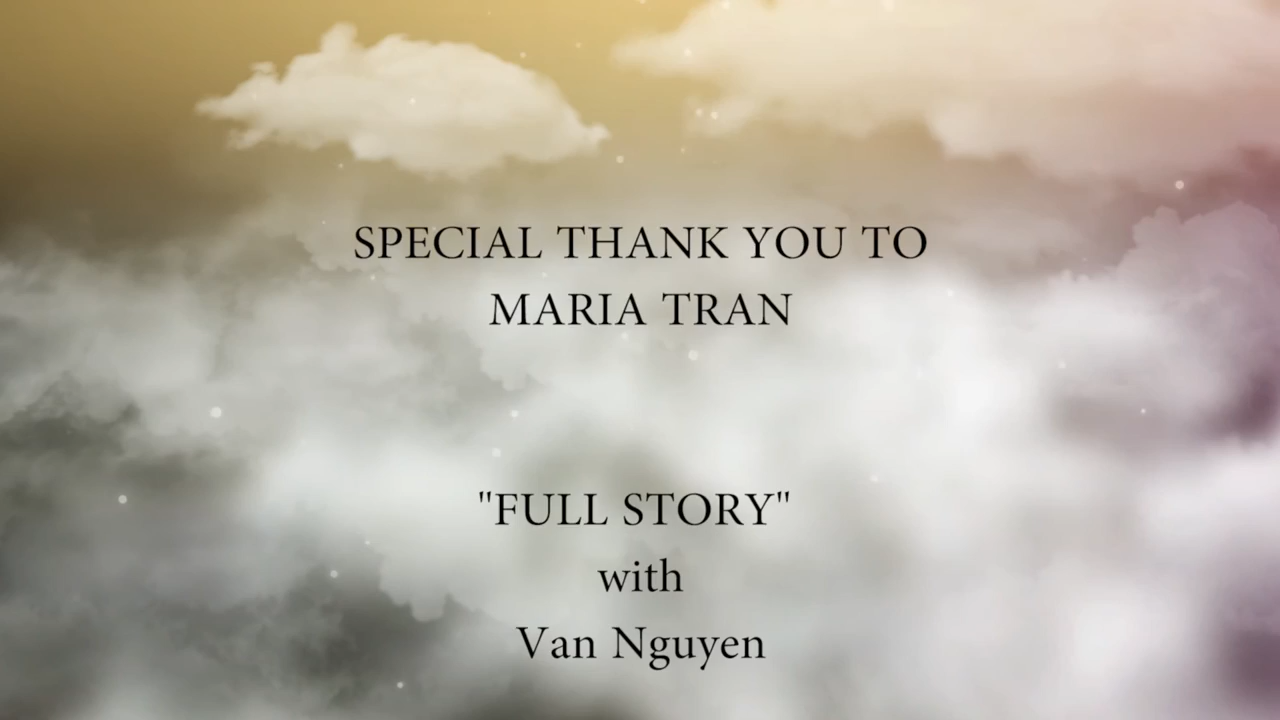 SPECIAL THANK YOU TO
MARIA TRAN
"FULL STORY"
with
Van Nguyen